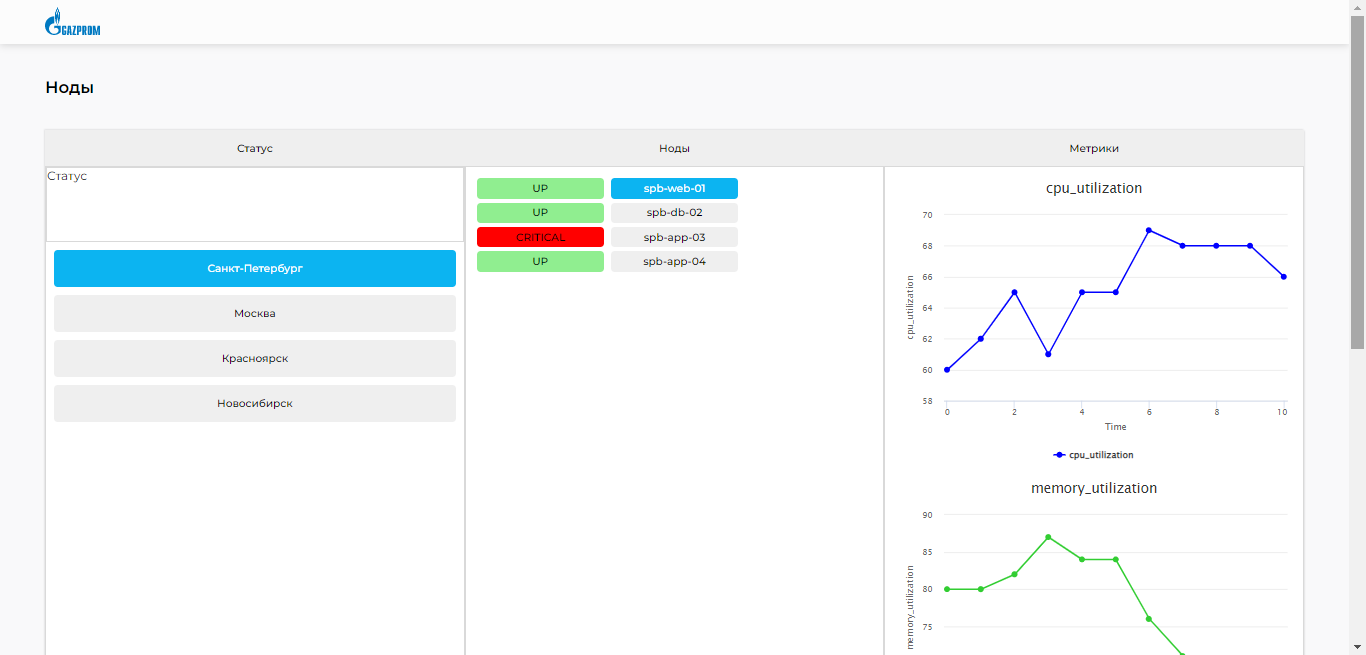 GAZPROM
Ноды
Статус
Ноды
Метрики
Статус
Санкт-Петербург
Москва
Красноярск
Новосибирск
UP
spb-web-01
UP
spb-db-02
CRITICAL
spb-app-03
UP
spb-app-04
cpu_utilization
70
68
66
64
62
60
58
cpu_utilization
0
2
4
6
8
10
Time
cpu_utilization
memory_utilization
90
85
80
75
memory_utilization